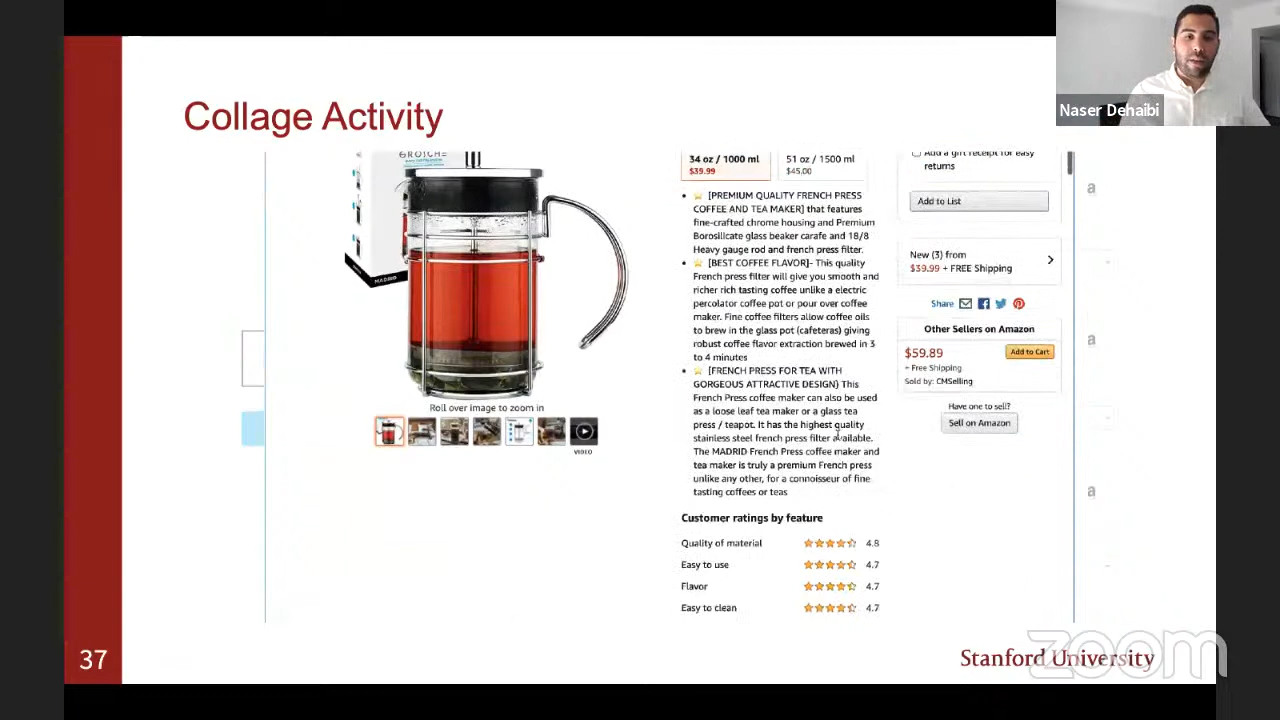 Naser Dehaibi
Collage Activity
GROSCHE
MADRID
Roll over image to zoom in
VIDEO
34 oz / 1000 ml
$39.99
51 oz / 1500 ml
$45.00
[PREMIUM QUALITY FRENCH PRESS
COFFEE AND TEA MAKER] that features
fine-crafted chrome housing and Premium
Borosilicate glass beaker carafe and 18/8
Heavy gauge rod and french press filter.
[BEST COFFEE FLAVOR]- This quality
French press filter will give you smooth and
richer rich tasting coffee unlike a electric
percolator coffee pot or pour over coffee
maker. Fine coffee filters allow coffee oils
to brew in the glass pot (cafeteras) giving
robust coffee flavor extraction brewed in 3
to 4 minutes
[FRENCH PRESS FOR TEA WITH
GORGEOUS ATTRACTIVE DESIGN} This
French Press coffee maker can also be used
as a loose leaf tea maker or a glass tea
press / teapot. It has the highest quality
stainless steel french press filter available.
The MADRID French Press coffee maker and
tea maker is truly a premium French press
unlike any other, for a connoisseur of fine
tasting coffees or teas
Customer ratings by feature
Quality of material 4.8
Easy to use 4.7
Flavor 4.7
Easy to clean 4.7
Add a gift receipt for easy
returns
Add to List
New (3) from
$39.99 + FREE Shipping
Share
Other Sellers on Amazon
$59.89
Add to Cart
+ Free Shipping
Sold by: CMSelling
Have one to sell?
Sell on Amazon
a
a
a
37
Stanford University
zoom